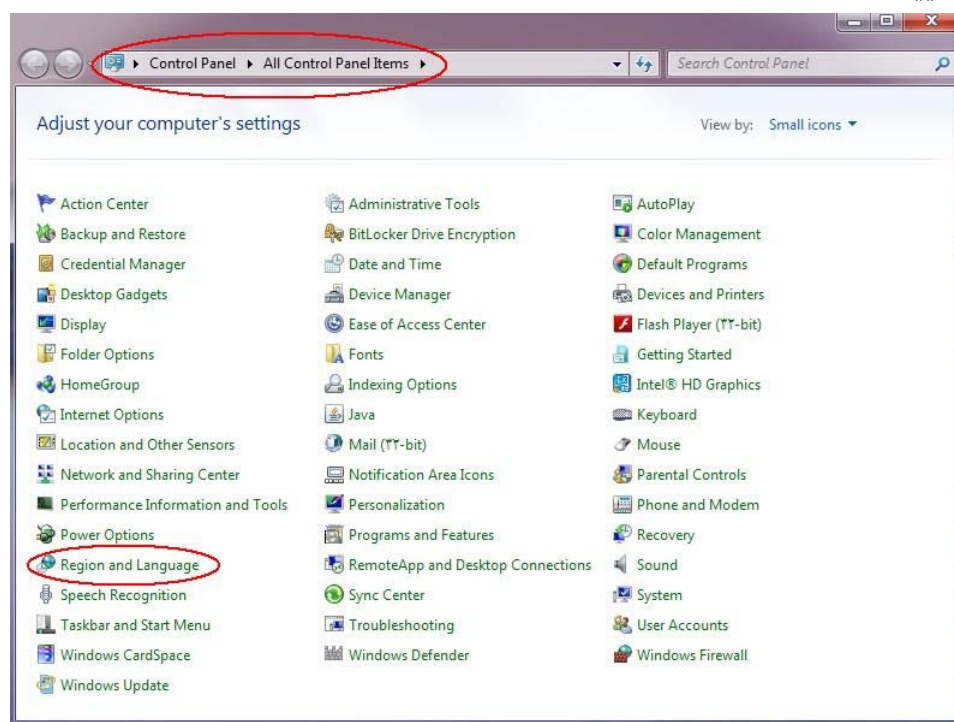 Control Panel All Control Panel Items
Search Control Panel
Adjust your computer's settings
View by: Small icons
Action Center
Administrative Tools
AutoPlay
Backup and Restore
BitLocker Drive Encryption
Color Management
Credential Manager
Date and Time
Default Programs
Desktop Gadgets
Device Manager
Devices and Printers
Display
Ease of Access Center
Flash Player (٣٢-bit)
Folder Options
Fonts
Getting Started
HomeGroup
Indexing Options
Intel® HD Graphics
Internet Options
Java
Keyboard
Location and Other Sensors
Mail (٣٢-bit)
Mouse
Network and Sharing Center
Notification Area Icons
Parental Controls
Performance Information and Tools
Personalization
Phone and Modem
Power Options
Programs and Features
Recovery
Region and Language
RemoteApp and Desktop Connections
Sound
Speech Recognition
Sync Center
System
Taskbar and Start Menu
Troubleshooting
User Accounts
Windows CardSpace
Windows Defender
Windows Firewall
Windows Update